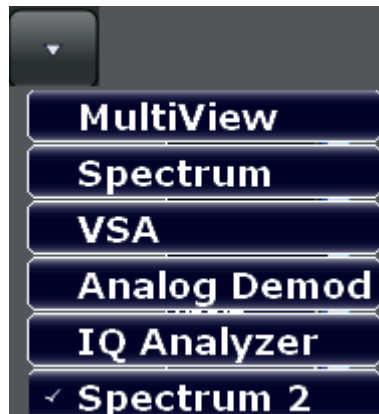 MultiView
Spectrum
VSA
Analog Demod
IQ Analyzer
Spectrum 2